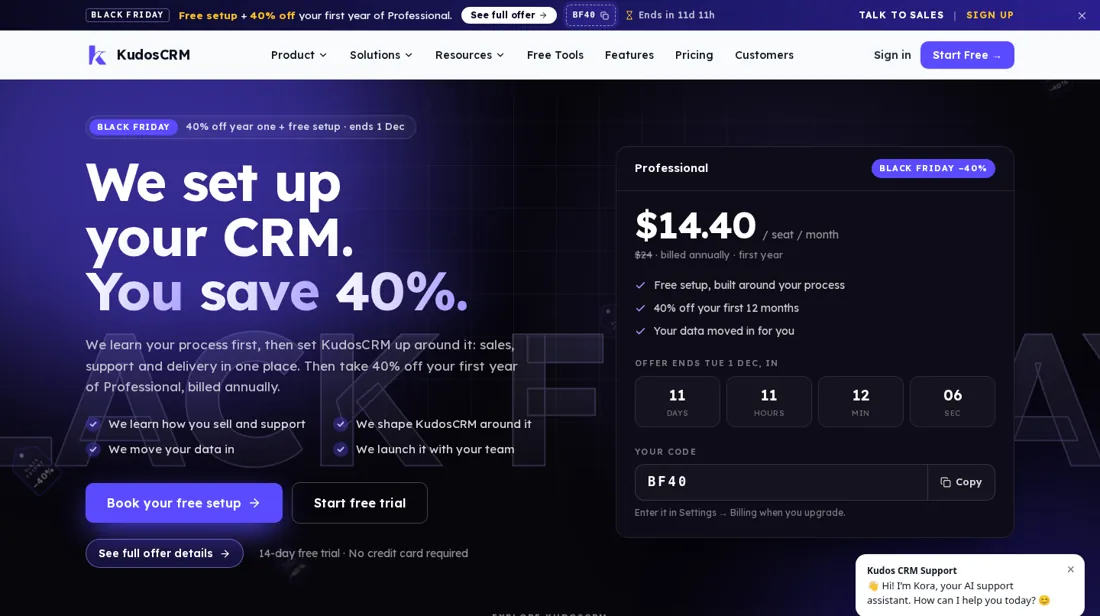 BLACK FRIDAY Free setup + 40% off your first year of Professional. See full offer → BF40 Ends in 11d 11h TALK TO SALES | SIGN UP
KudosCRM Product Solutions Resources Free Tools Features Pricing Customers Sign in Start Free →
BLACK FRIDAY 40% off year one + free setup · ends 1 Dec
We set up
your CRM.
You save 40%.
We learn your process first, then set KudosCRM up around it: sales,
support and delivery in one place. Then take 40% off your first year
of Professional, billed annually.
We learn how you sell and support
We shape KudosCRM around it
We move your data in
We launch it with your team
Book your free setup →
Start free trial
See full offer details →
14-day free trial · No credit card required
Professional
BLACK FRIDAY −40%
$14.40 / seat / month
$24 · billed annually · first year
Free setup, built around your process
40% off your first 12 months
Your data moved in for you
OFFER ENDS TUE 1 DEC, IN
11 11 12 06
DAYS HOURS MIN SEC
YOUR CODE
BF40 Copy
Enter it in Settings → Billing when you upgrade.
−40%
Kudos CRM Support
👋 Hi! I'm Kora, your AI support
assistant. How can I help you today? 😊